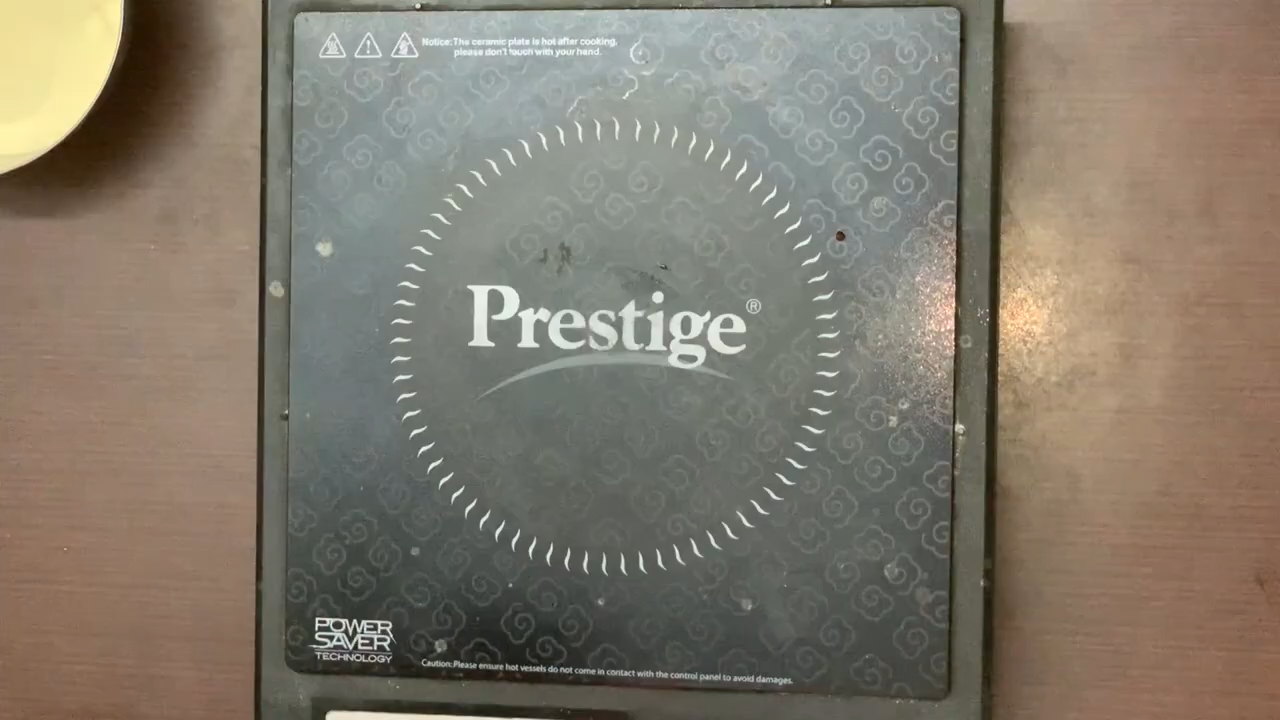 Notice: The ceramic plate is hot after cooking,
please don't touch with your hand.
Prestige®
POWER
SAVER
TECHNOLOGY
Caution: Please ensure hot vessels do not come in contact with the control panel to avoid damages.